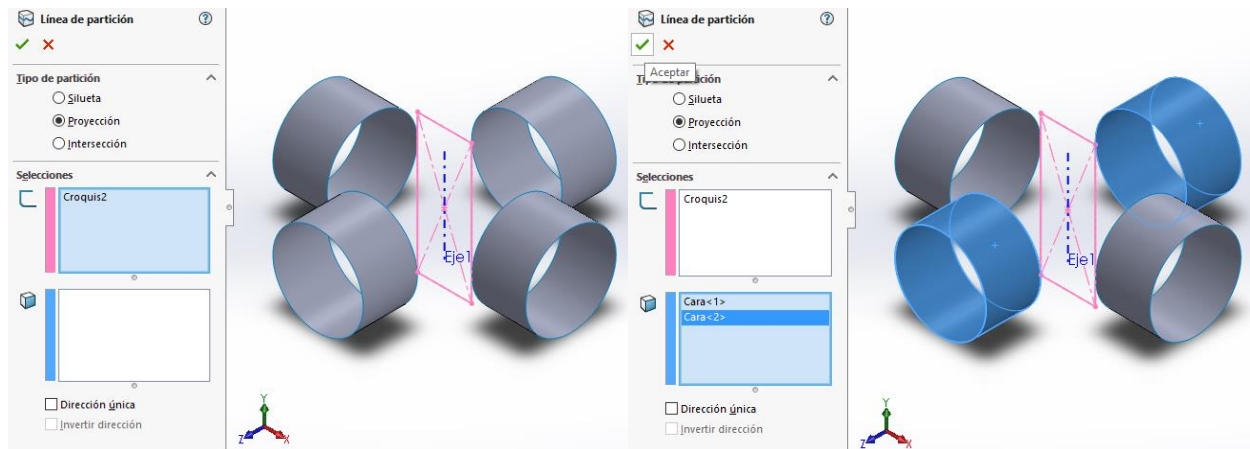 Línea de partición
Tipo de partición
Silueta
Proyección
Intersección
Selecciones
Croquis2
Dirección única
Invertir dirección
Eje1
Y
Z
X
Línea de partición
Aceptar
Silueta
Proyección
Intersección
Selecciones
Croquis2
Cara<1>
Cara<2>
Dirección única
Invertir dirección
Eje1
Y
Z
X